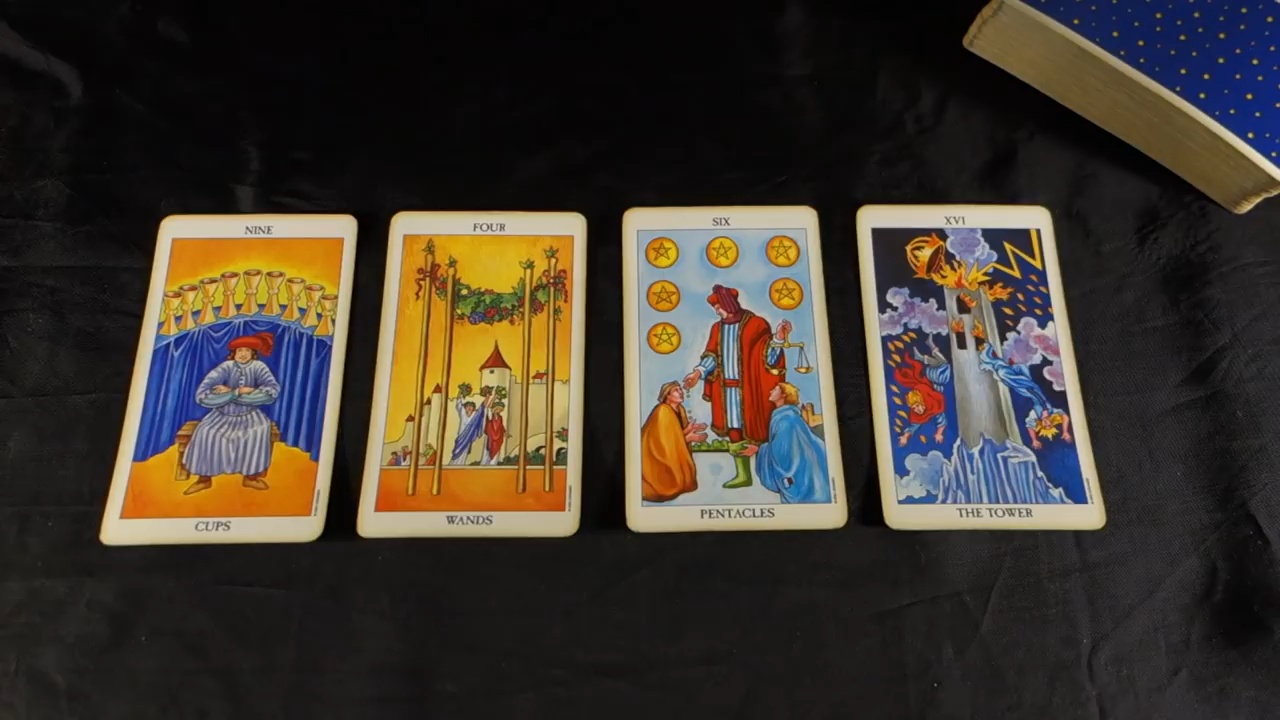 NINE
CUPS
FOUR
WANDS
SIX
PENTACLES
XVI
THE TOWER